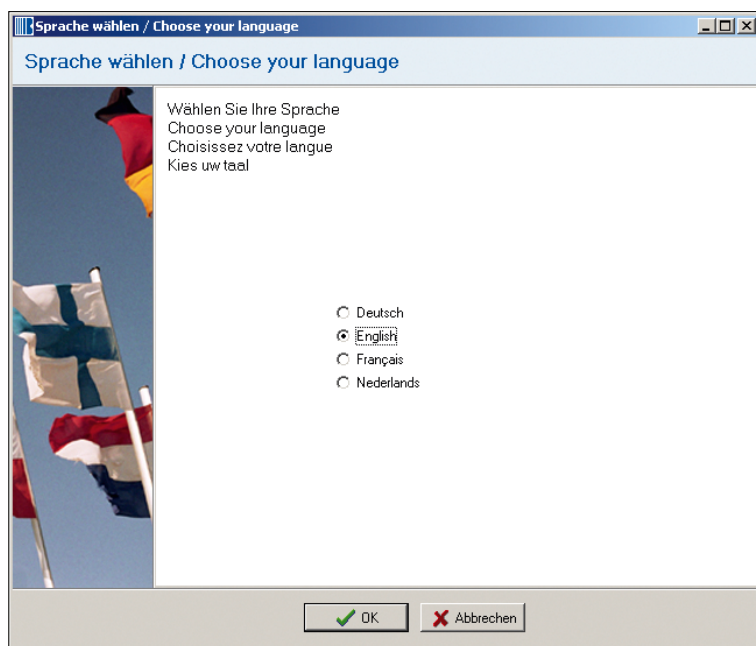 Sprache wählen / Choose your language
Sprache wählen / Choose your language
Wählen Sie Ihre Sprache
Choose your language
Choisissez votre langue
Kies uw taal
Deutsch
English
Français
Nederlands
OK
Abbrechen